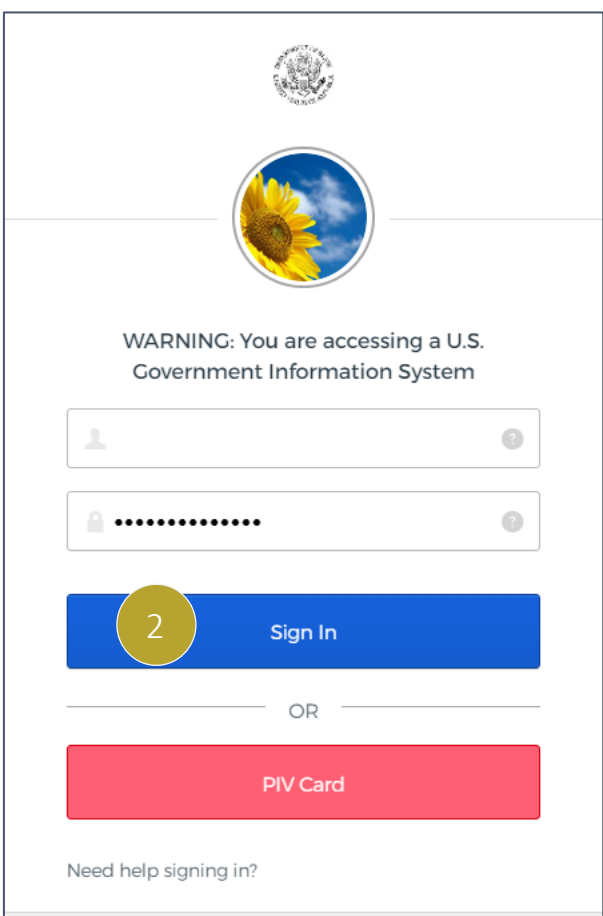 WARNING: You are accessing a U.S.
Government Information System
?
••••••••••••••
?
2
Sign In
OR
PIV Card
Need help signing in?